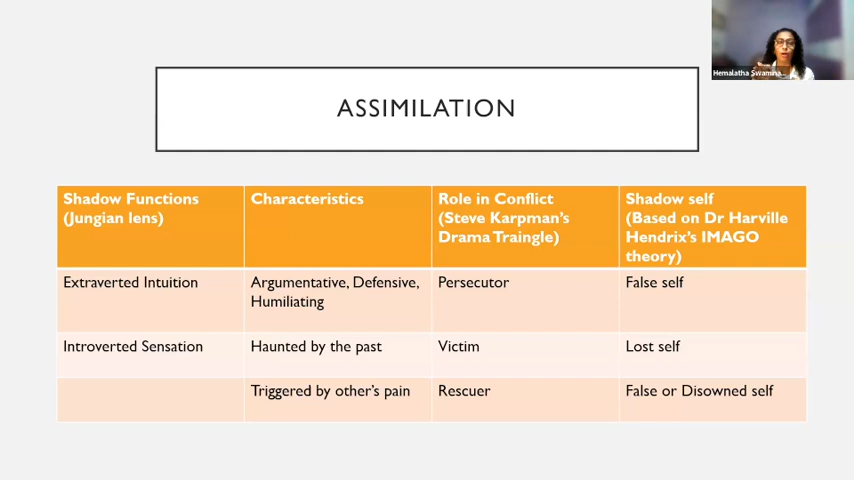 Hemalatha Swamina...
ASSIMILATION
Shadow Functions
(Jungian lens)
Characteristics
Role in Conflict
(Steve Karpman's
Drama Traingle)
Shadow self
(Based on Dr Harville
Hendrix's IMAGO
theory)
Extraverted Intuition
Argumentative, Defensive,
Humiliating
Persecutor
False self
Introverted Sensation
Haunted by the past
Victim
Lost self
Triggered by other's pain
Rescuer
False or Disowned self